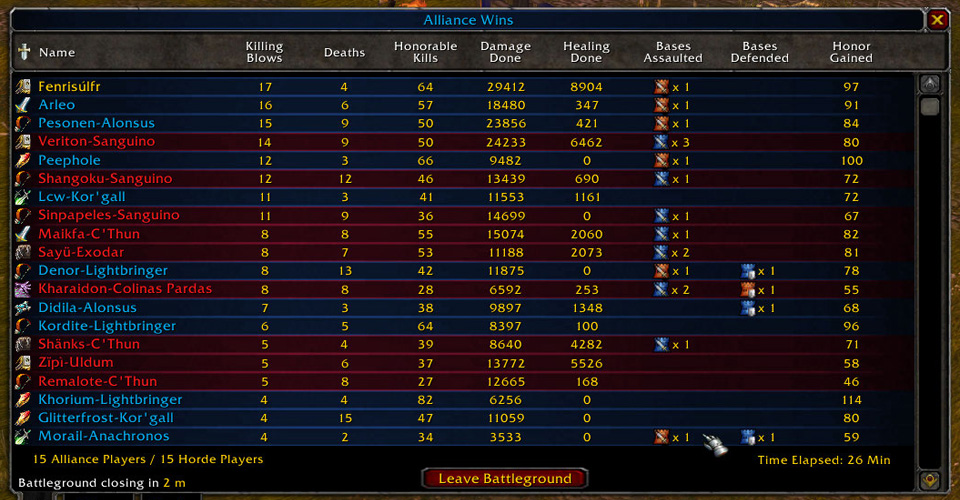 Alliance Wins
Name Killing Blows Deaths Honorable Kills Damage Done Healing Done Bases Assaulted Bases Defended Honor Gained
Fenrisúlfr 17 4 64 29412 8904 x 1 97
Arleo 16 6 57 18480 347 x 1 91
Pesonen-Alonsus 15 9 50 23856 421 x 1 84
Veriton-Sanguino 14 9 50 24233 6462 x 3 80
Peephole 12 3 66 9482 0 x 1 100
Shangoku-Sanguino 12 12 46 13439 690 x 1 72
Lcw-Kor'gall 11 3 41 11553 1161 72
Sinpapeles-Sanguino 11 9 36 14699 0 x 1 67
Maikfa-C'Thun 8 8 55 15074 2060 x 1 82
Sayü-Exodar 8 7 53 11188 2073 x 2 81
Denor-Lightbringer 8 13 42 11875 0 x 1 x 1 78
Kharaidon-Colinas Pardas 8 8 28 6592 253 x 2 x 1 55
Didila-Alonsus 7 3 38 9897 1348 x 1 68
Kordite-Lightbringer 6 5 64 8397 100 96
Shänks-C'Thun 5 4 39 8640 4282 x 1 71
Zïpì-Uldum 5 6 37 13772 5526 58
Remalote-C'Thun 5 8 27 12665 168 46
Khorium-Lightbringer 4 4 82 6256 0 114
Glitterfrost-Kor'gall 4 15 47 11059 0 80
Morail-Anachronos 4 2 34 3533 0 x 1 x 1 59
15 Alliance Players / 15 Horde Players
Time Elapsed: 26 Min
Leave Battleground
Battleground closing in 2 m